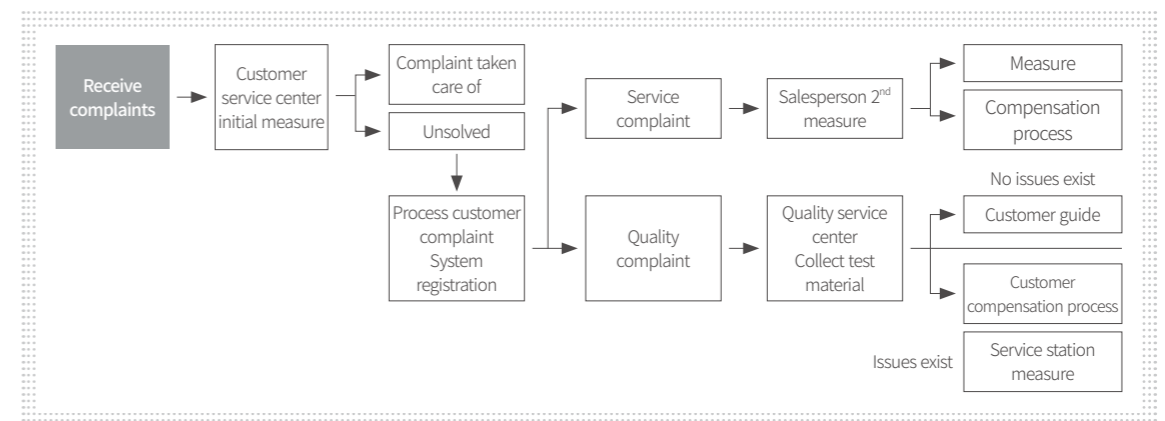 Receive
complaints
Customer
service center
initial measure
Complaint taken
care of
Unsolved
Process customer
complaint
System
registration
Service
complaint
Quality
complaint
Salesperson 2nd
measure
Quality service
center
Collect test
material
Measure
Compensation
process
No issues exist
Customer guide
Customer
compensation process
Issues exist
Service station
measure